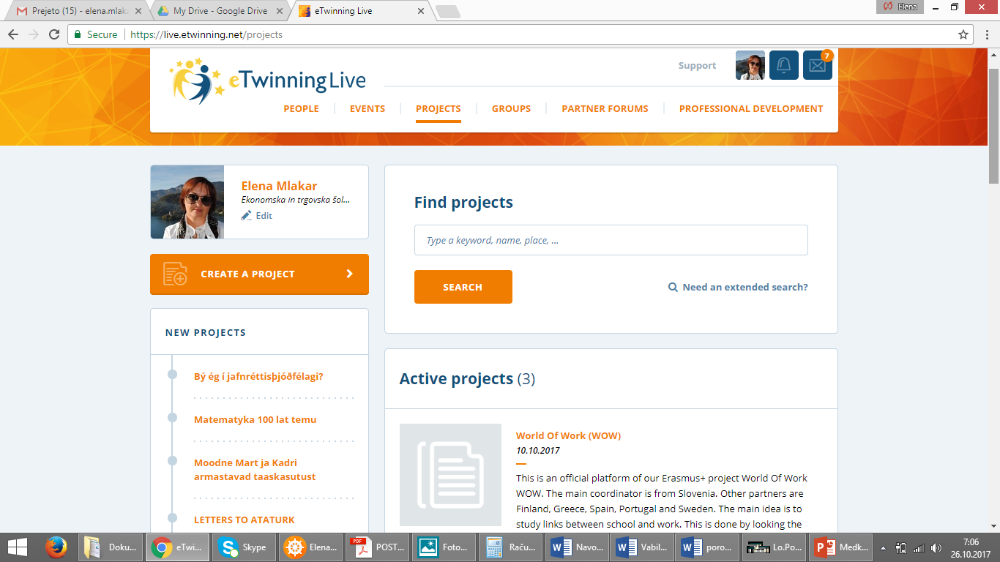 Prejeto (15) - elena.mlaka
My Drive - Google Drive
eTwinning Live
Elena
Secure
https://live.etwinning.net/projects
eTwinning Live
Support
7
PEOPLE
EVENTS
PROJECTS
GROUPS
PARTNER FORUMS
PROFESSIONAL DEVELOPMENT
Elena Mlakar
Ekonomska in trgovska šol...
Edit
CREATE A PROJECT
NEW PROJECTS
Bý ég í jafnréttisþjóðfélagi?
Matematyka 100 lat temu
Moodne Mart ja Kadri
armastavad taaskasutust
LETTERS TO ATATURK
Find projects
Type a keyword, name, place, ...
SEARCH
Need an extended search?
Active projects (3)
World Of Work (WOW)
10.10.2017
This is an official platform of our Erasmus+ project World Of Work
WOW. The main coordinator is from Slovenia. Other partners are
Finland, Greece, Spain, Portugal and Sweden. The main idea is to
study links between school and work. This is done by looking the
Doku...
eTwi...
Skype
Elena...
PDF
POST...
Foto...
Raču...
Navo...
Vabil...
poro...
Lo.Po...
Medk...
7:06
26.10.2017